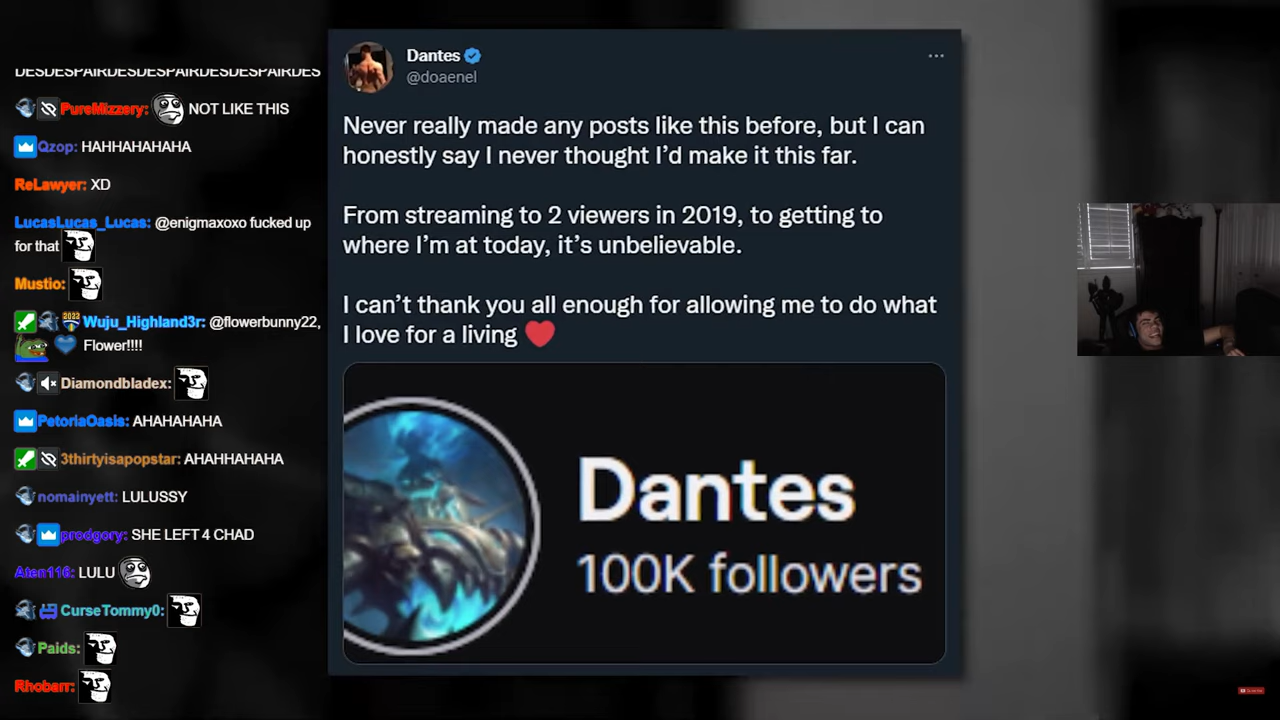 DESDESPAIRDESDESPAIRDESDESPAIRDES
PureMizzery: NOT LIKE THIS
Qzop: HAHHAHAHAHA
ReLawyer: XD
LucasLucas_Lucas: @enigmaxoxo fucked up
for that
Mustio:
2022 Wuju_Highland3r: @flowerbunny22,
Flower!!!!
Diamondbladex:
PetoriaOasis: AHAHAHAHA
3thirtyisapopstar: AHAHHAHAHA
nomainyett: LULUSSY
prodgory: SHE LEFT 4 CHAD
Aten116: LULU
CurseTommy0:
Paids:
Rhobarr:
Dantes
@doaenel
Never really made any posts like this before, but I can
honestly say I never thought I'd make it this far.
From streaming to 2 viewers in 2019, to getting to
where I'm at today, it's unbelievable.
I can't thank you all enough for allowing me to do what
I love for a living
Dantes
100K followers